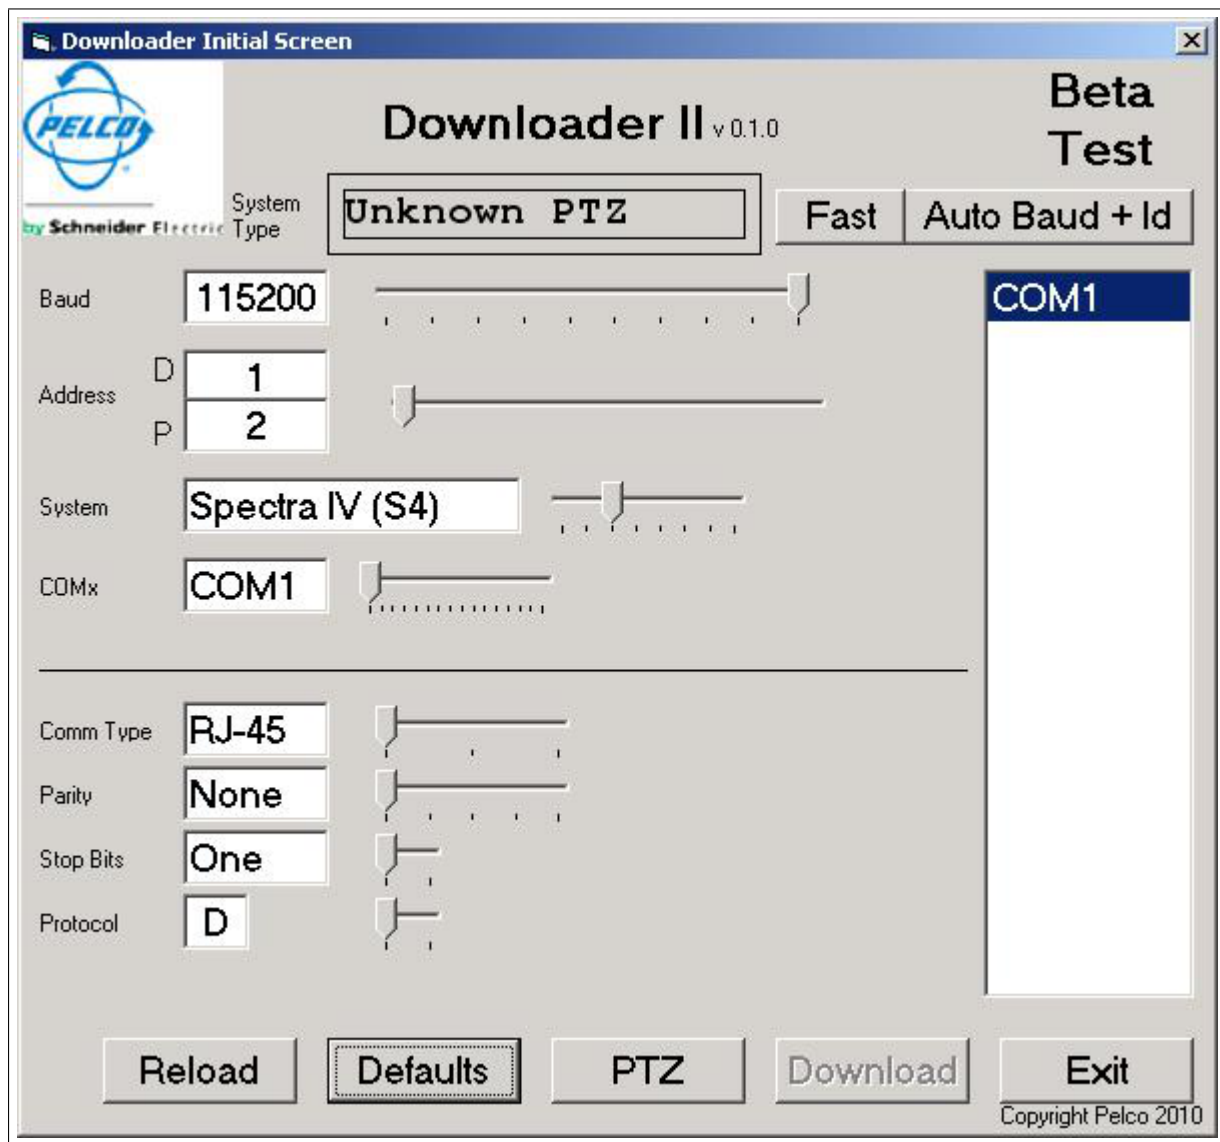 Downloader Initial Screen
PELCO
by Schneider Electric
Downloader II v 0.1.0
Beta
Test
System
Type
Unknown PTZ
Fast
Auto Baud + Id
Baud
115200
COM1
Address
D
1
P
2
System
Spectra IV (S4)
COMx
COM1
Comm Type
RJ-45
Parity
None
Stop Bits
One
Protocol
D
Reload
Defaults
PTZ
Download
Exit
Copyright Pelco 2010